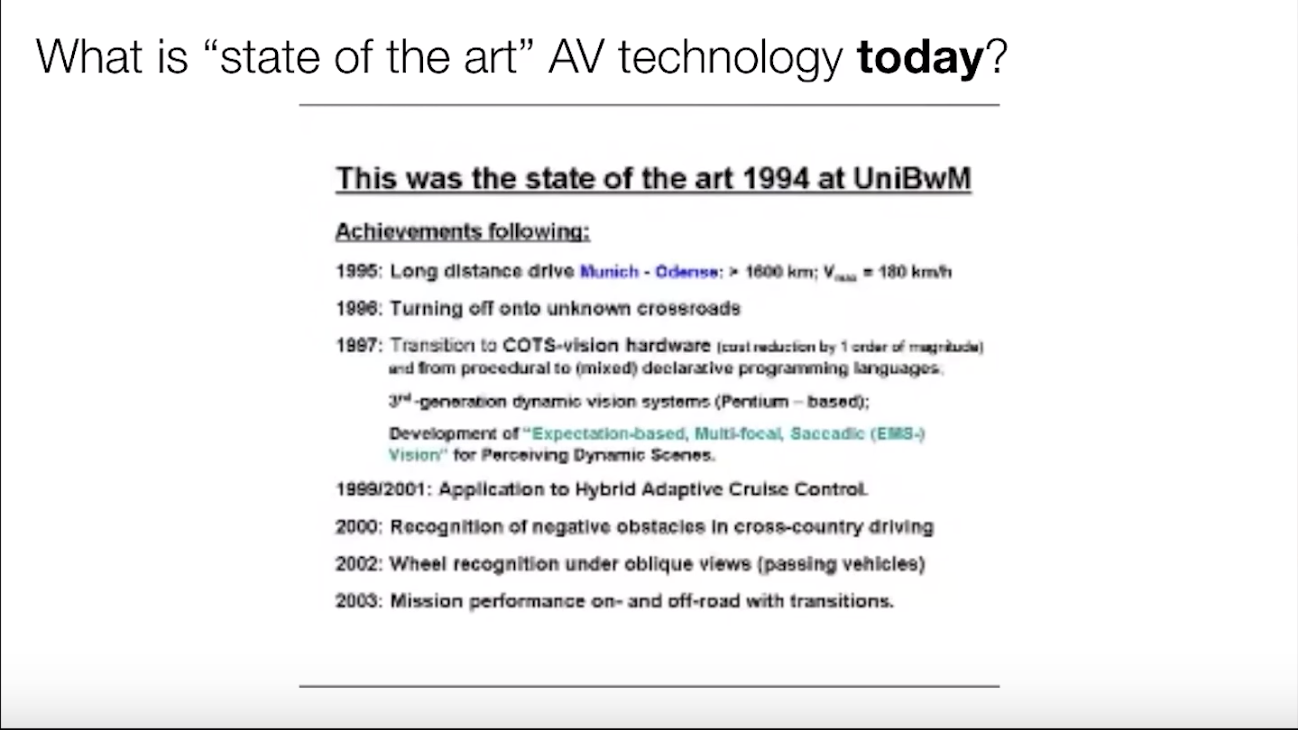 What is “state of the art” AV technology today?
This was the state of the art 1994 at UniBwM
Achievements following:
1995: Long distance drive Munich - Odense: > 1600 km; Vmax = 180 km/h
1996: Turning off onto unknown crossroads
1997: Transition to COTS-vision hardware (cost reduction by 1 order of magnitude)
and from procedural to (mixed) declarative programming languages.
3rd -generation dynamic vision systems (Pentium – based);
Development of “Expectation-based, Multi-focal, Saccadic (EMS-)
Vision” for Perceiving Dynamic Scenes.
1999/2001: Application to Hybrid Adaptive Cruise Control.
2000: Recognition of negative obstacles in cross-country driving
2002: Wheel recognition under oblique views (passing vehicles)
2003: Mission performance on- and off-road with transitions.